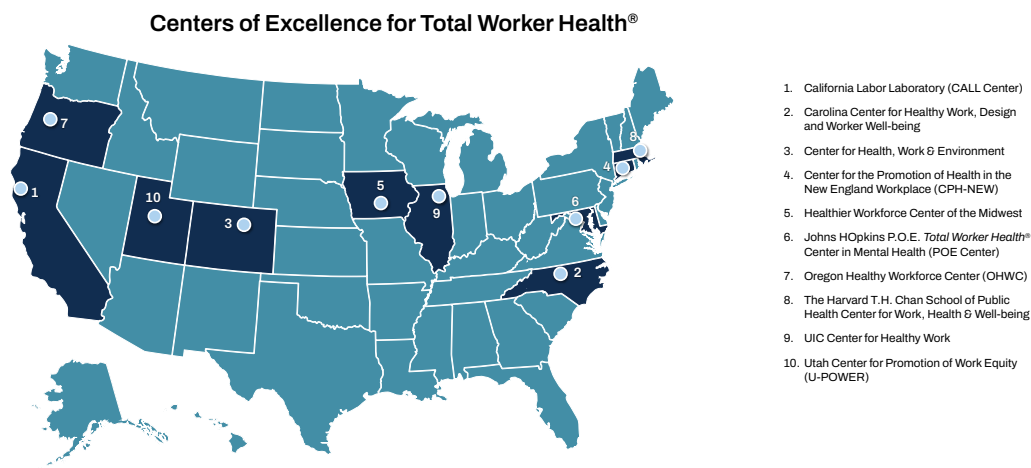 Centers of Excellence for Total Worker Health®
7
1
10
3
5
9
6
2
4
8
1. California Labor Laboratory (CALL Center)
2. Carolina Center for Healthy Work, Design
and Worker Well-being
3. Center for Health, Work & Environment
4. Center for the Promotion of Health in the
New England Workplace (CPH-NEW)
5. Healthier Workforce Center of the Midwest
6. Johns HOpkins P.O.E. Total Worker Health®
Center in Mental Health (POE Center)
7. Oregon Healthy Workforce Center (OHWC)
8. The Harvard T.H. Chan School of Public
Health Center for Work, Health & Well-being
9. UIC Center for Healthy Work
10. Utah Center for Promotion of Work Equity
(U-POWER)